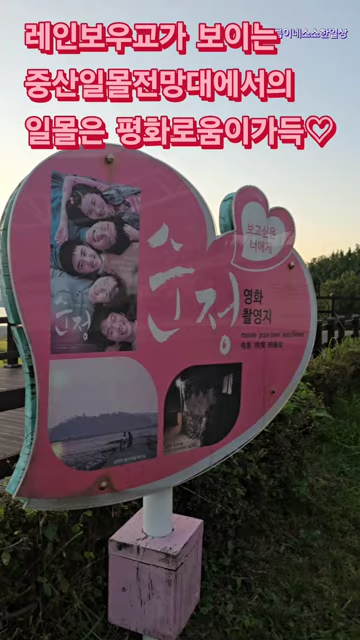 레인보우교가 보이는
중산일몰전망대에서의
일몰은 평화로움이가득♡
보고싶은
너에게
순정
영화
촬영지
순정